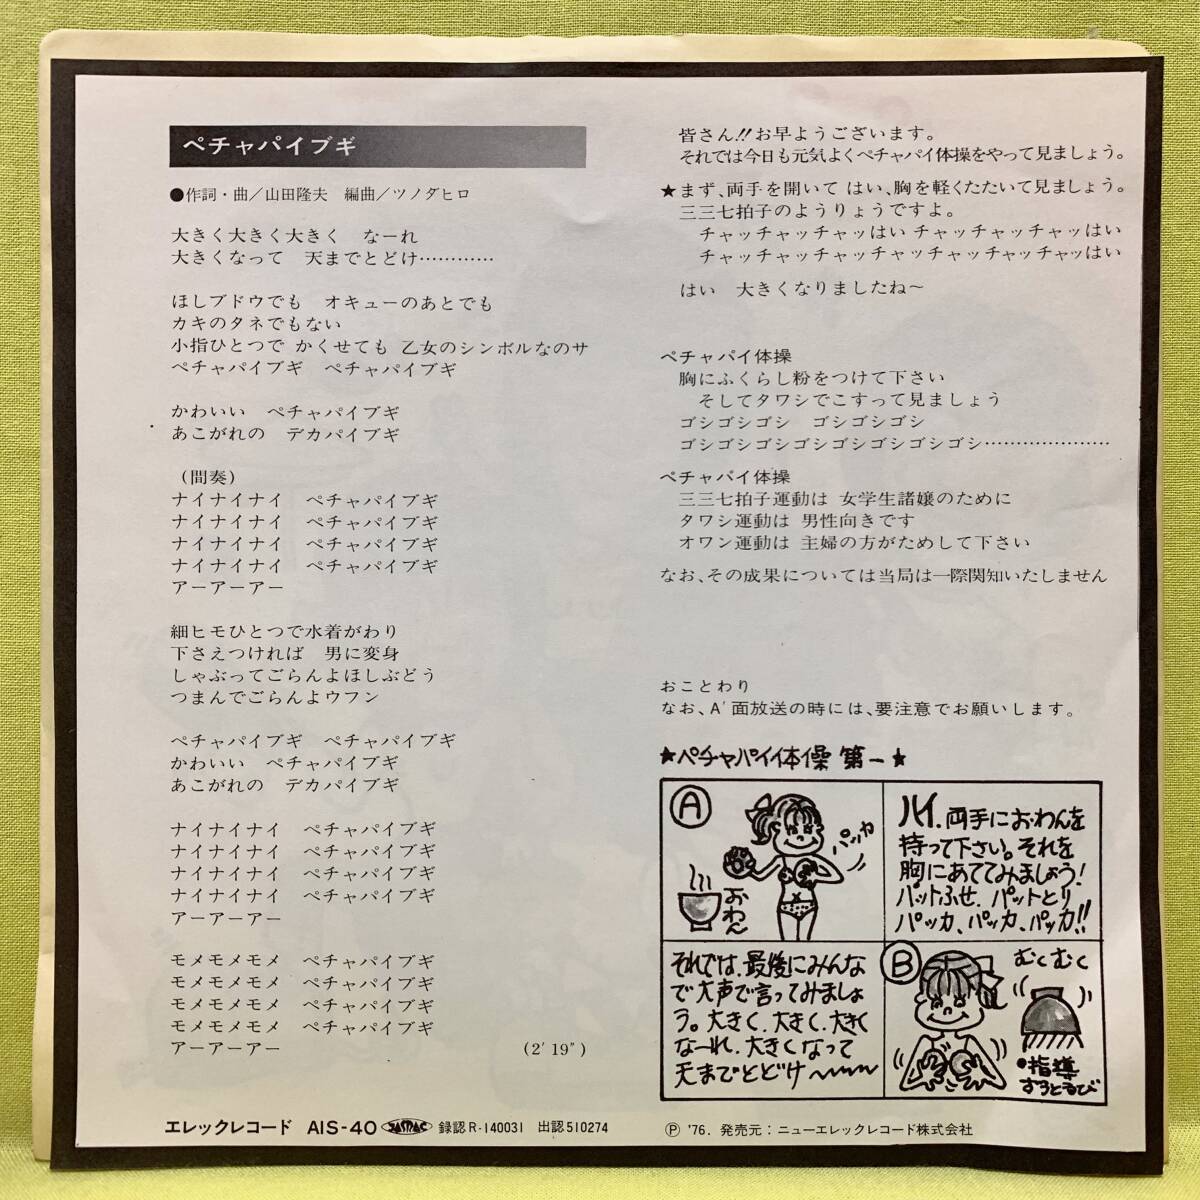 ペチャパイブギ
●作詞・曲／山田隆夫　編曲／ツノダヒロ
大きく大きく大きく　なーれ
大きくなって　天までとどけ…………
ほしブドウでも　オキューのあとでも
カキのタネでもない
小指ひとつで かくせても 乙女のシンボルなのサ
ペチャパイブギ　ペチャパイブギ
かわいい　ペチャパイブギ
あこがれの　デカパイブギ
(間奏)
ナイナイナイ　ペチャパイブギ
ナイナイナイ　ペチャパイブギ
ナイナイナイ　ペチャパイブギ
ナイナイナイ　ペチャパイブギ
アーアーアー
細ヒモひとつで水着がわり
下さえつければ　男に変身
しゃぶってごらんよほしぶどう
つまんでごらんよウフン
ペチャパイブギ　ペチャパイブギ
かわいい　ペチャパイブギ
あこがれの　デカパイブギ
ナイナイナイ　ペチャパイブギ
ナイナイナイ　ペチャパイブギ
ナイナイナイ　ペチャパイブギ
ナイナイナイ　ペチャパイブギ
アーアーアー
モメモメモメ　ペチャパイブギ
モメモメモメ　ペチャパイブギ
モメモメモメ　ペチャパイブギ
モメモメモメ　ペチャパイブギ
アーアーアー
(2′19″)
皆さん!!お早ようございます。
それでは今日も元気よくペチャパイ体操をやって見ましょう。
★まず、両手を開いて はい、胸を軽くたたいて見ましょう。
三三七拍子のようりょうですよ。
チャッチャッチャッはい チャッチャッチャッはい
チャッチャッチャッチャッチャッチャッチャッはい
はい　大きくなりましたね〜
ペチャパイ体操
胸にふくらし粉をつけて下さい
そしてタワシでこすって見ましょう
ゴシゴシゴシ　ゴシゴシゴシ
ゴシゴシゴシゴシゴシゴシゴシゴシ…………………
ペチャパイ体操
三三七拍子運動は 女学生諸嬢のために
タワシ運動は 男性向きです
オワン運動は 主婦の方がためして下さい
なお、その成果については当局は一際関知いたしません
おことわり
なお、A′面放送の時には、要注意でお願いします。
★ペチャパイ体操 第一★
A
パッカ
おわん
ハイ、両手におわんを
持って下さい。それを
胸にあててみましょう!
パットふせ、パットとり
パッカ、パッカ、パッカ!!
それでは、最後にみんな
で大声で言ってみましょ
う。大きく、大きく、大きく
なーれ、大きくなって
天までとどけ〜〜〜
B
むくむく
●指導
ずうとるび
エレックレコード　AIS-40　JASRAC　録認R-140031　出認510274
Ⓟ '76. 発売元：ニューエレックレコード株式会社